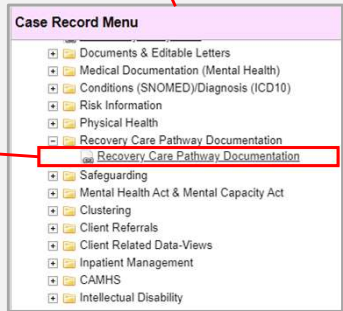 Case Record Menu
Documents & Editable Letters
Medical Documentation (Mental Health)
Conditions (SNOMED)/Diagnosis (ICD10)
Risk Information
Physical Health
Recovery Care Pathway Documentation
Recovery Care Pathway Documentation
Safeguarding
Mental Health Act & Mental Capacity Act
Clustering
Client Referrals
Client Related Data-Views
Inpatient Management
CAMHS
Intellectual Disability